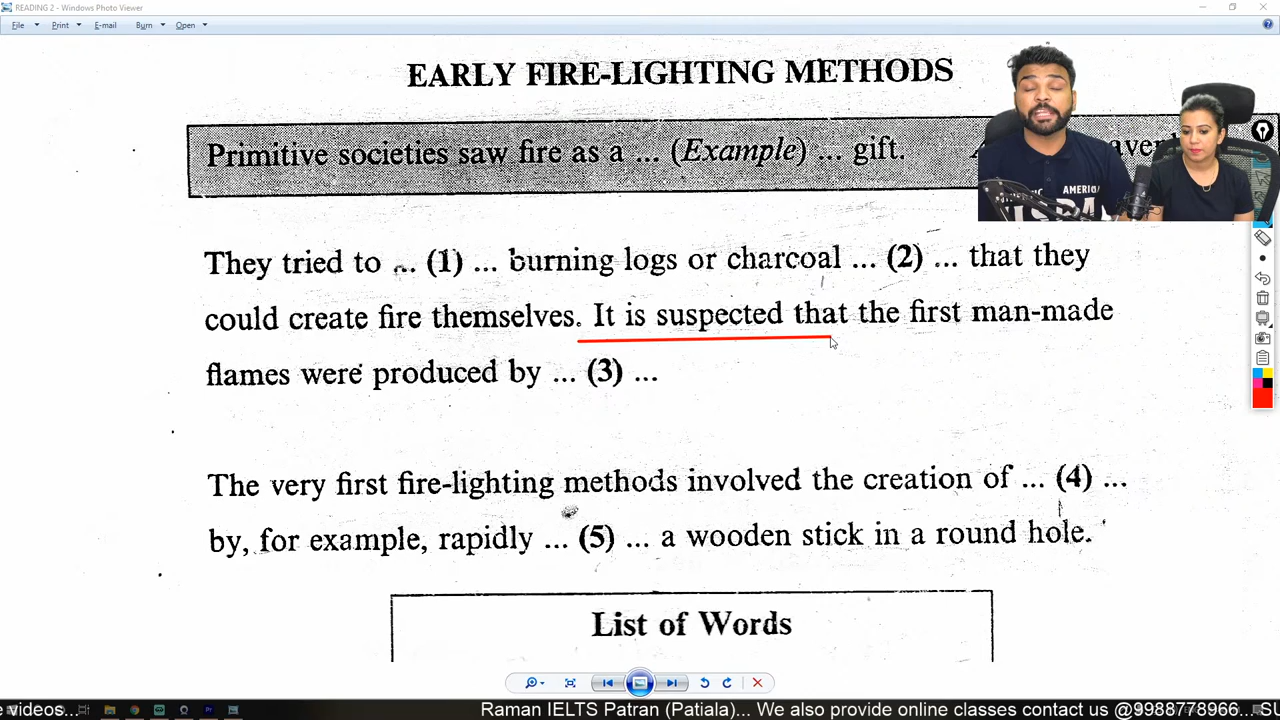 READING 2 - Windows Photo Viewer
File Print E-mail Burn Open
EARLY FIRE-LIGHTING METHODS
Primitive societies saw fire as a ... (Example) ... gift.
They tried to ... (1) ... burning logs or charcoal ... (2) ... that they
could create fire themselves. It is suspected that the first man-made
flames were produced by ... (3) ...
The very first fire-lighting methods involved the creation of ... (4) ...
by, for example, rapidly ... (5) ... a wooden stick in a round hole.
List of Words
AMERICA
e videos... Raman IELTS Patran (Patiala)... We also provide online classes contact us @9988778966... SU